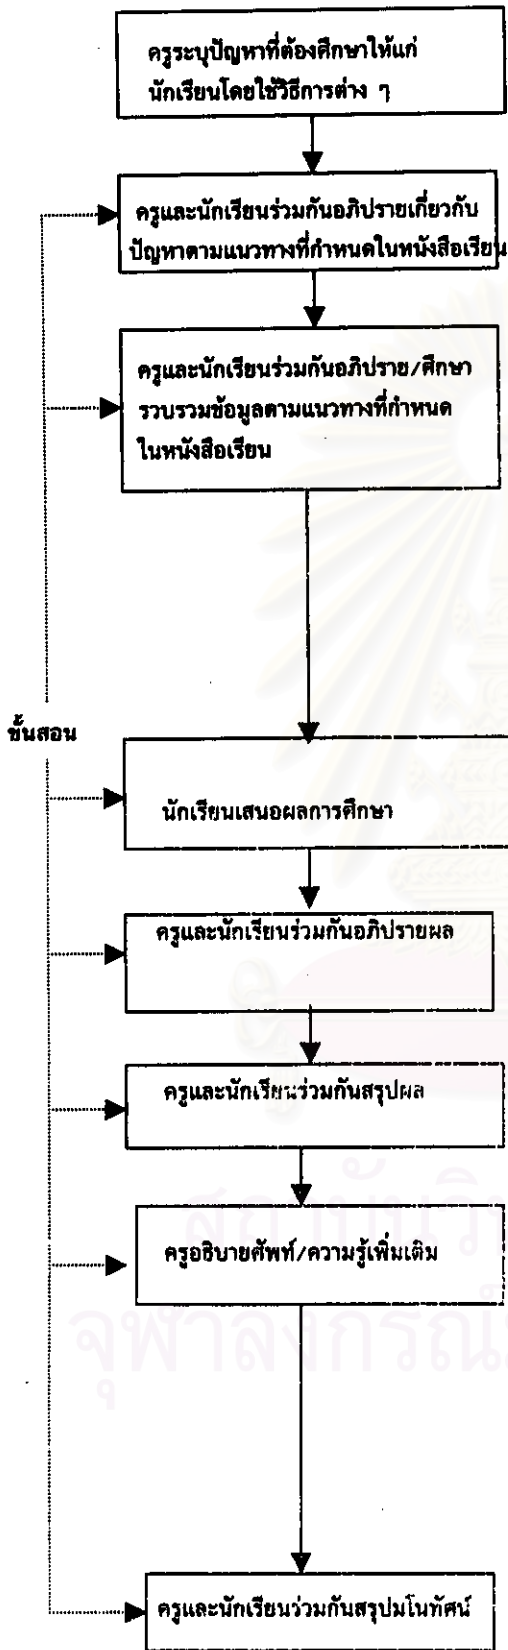 ครูระบุปัญหาที่ต้องศึกษาให้แก่
นักเรียนโดยใช้วิธีการต่าง ๆ
ครูและนักเรียนร่วมกันอภิปรายเกี่ยวกับ
ปัญหาตามแนวทางที่กำหนดในหนังสือเรียน
ครูและนักเรียนร่วมกันอภิปราย/ศึกษา
รวบรวมข้อมูลตามแนวทางที่กำหนด
ในหนังสือเรียน
ขั้นสอน
นักเรียนเสนอผลการศึกษา
ครูและนักเรียนร่วมกันอภิปรายผล
ครูและนักเรียนร่วมกันสรุปผล
สถาบันวิ
ครูอธิบายศัพท์/ความรู้เพิ่มเติม
จุฬาลงกรณ์
ครูและนักเรียนร่วมกันสรุปมโนทัศน์